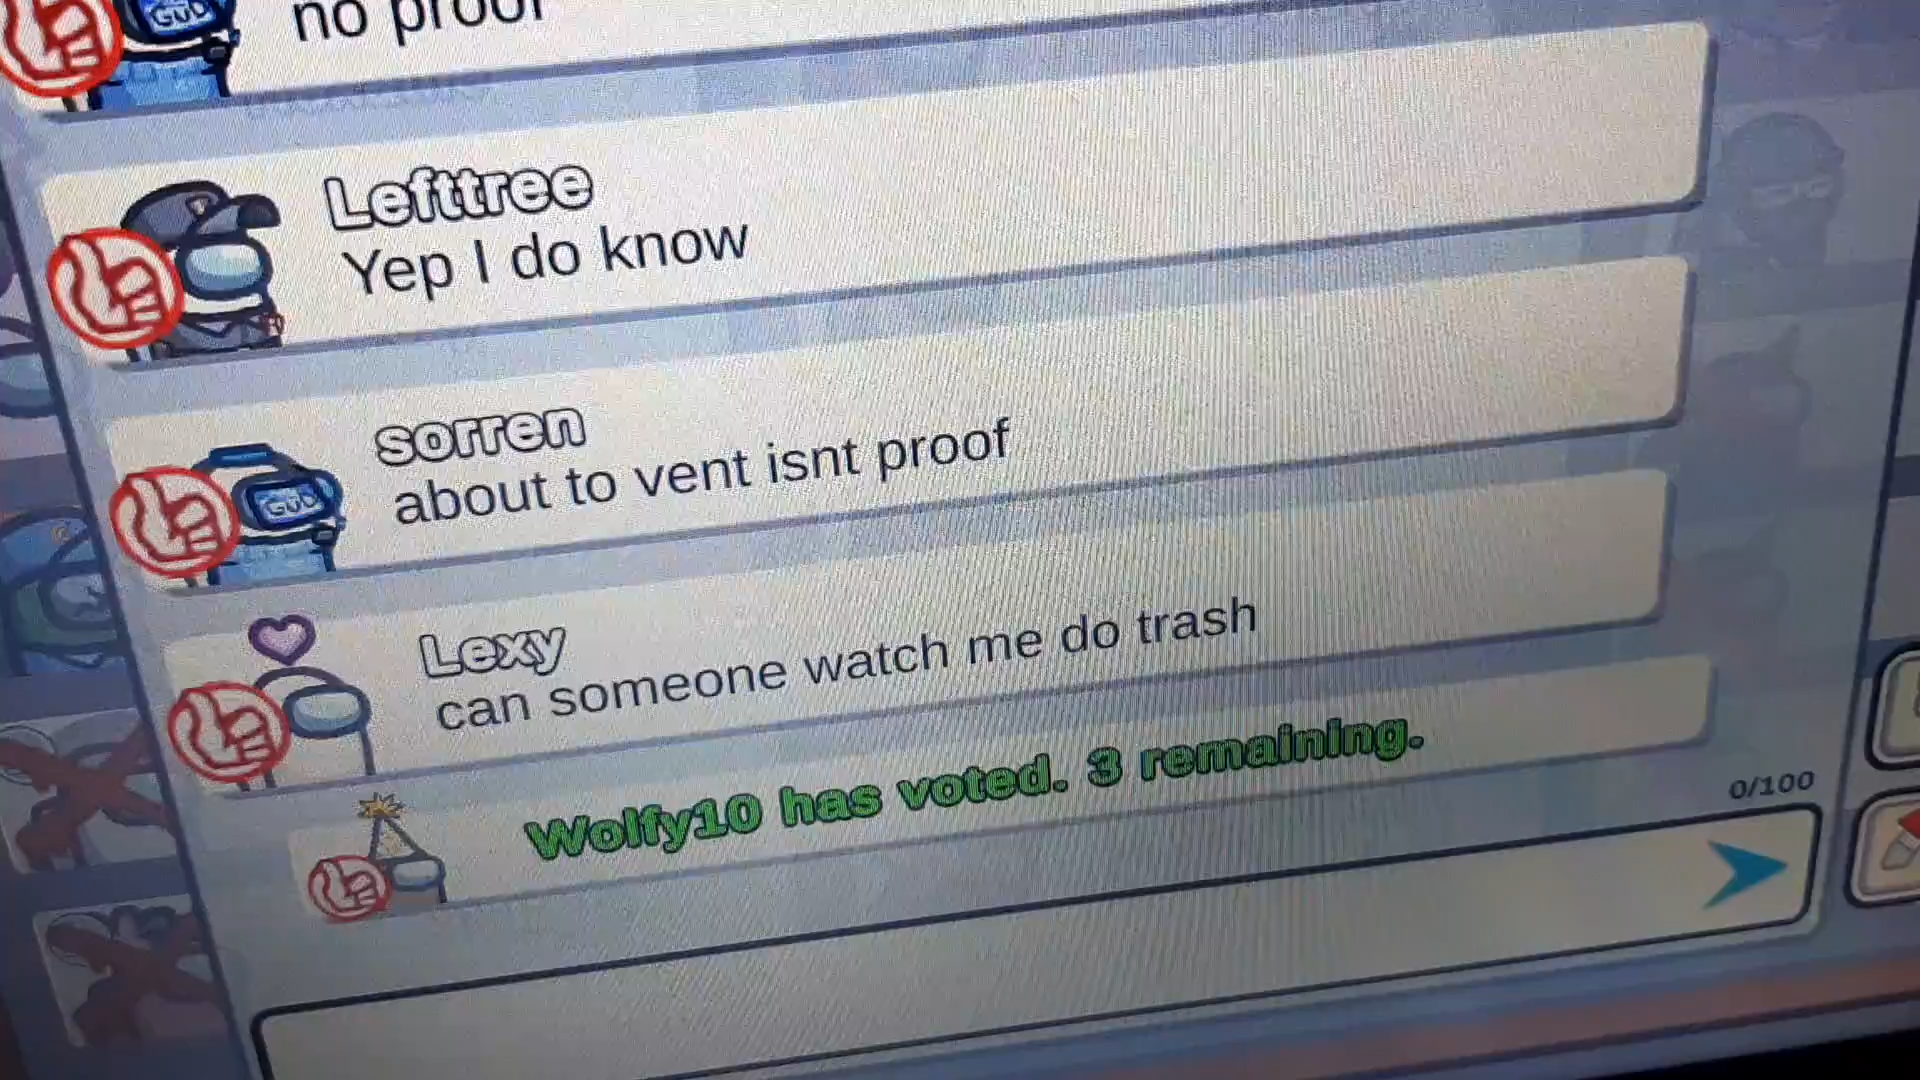 no proof
Lefttree
Yep I do know
sorren
GUD
about to vent isnt proof
Lexy
can someone watch me do trash
Wolfy10 has voted. 3 remaining.
0/100